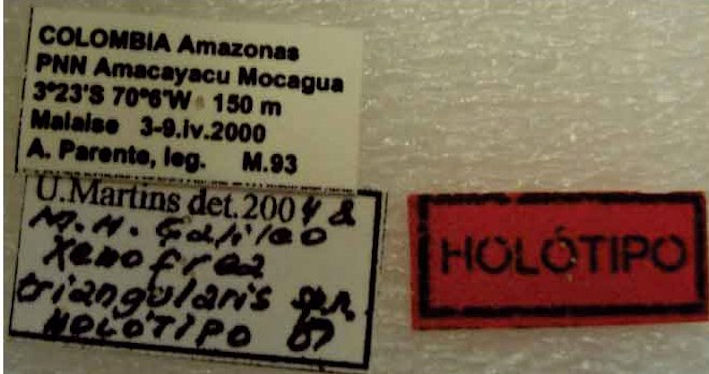 COLOMBIA Amazonas
PNN Amacayacu Mocagua
3°23'S 70°6'W 150 m
Malaise 3-9.iv.2000
A. Parente, leg. M.93
U.Martins det.2004 &
M.H. Galileo
Xenofrea
triangularis sp.n.
HOLÓTIPO
HOLÓTIPO